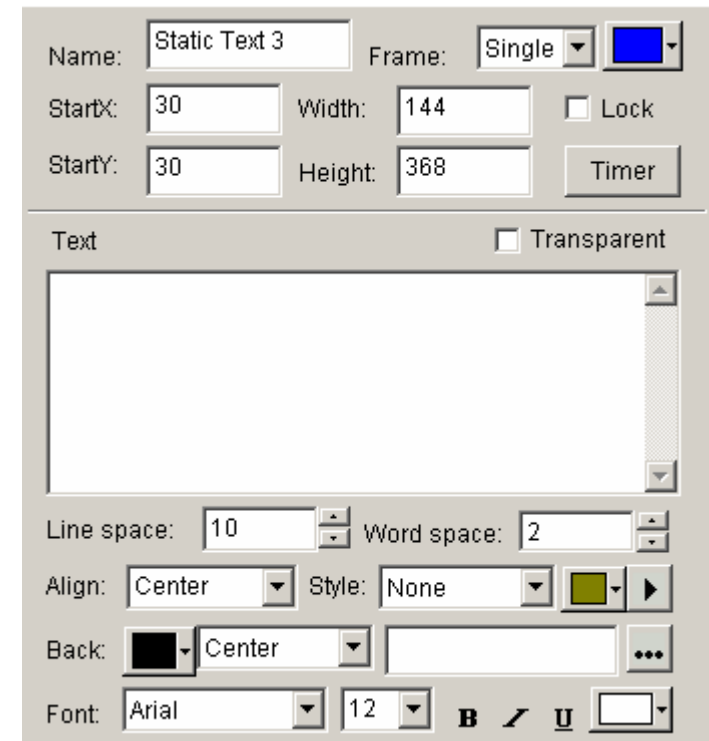 Name: Static Text 3 Frame: Single
StartX: 30 Width: 144 Lock
StartY: 30 Height: 368 Timer
Text Transparent
Line space: 10 Word space: 2
Align: Center Style: None
Back: Center ...
Font: Arial 12 B I U